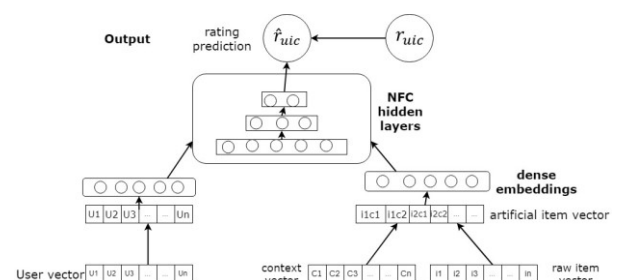 Output
rating
prediction
r̂uic
ruic
NFC
hidden
layers
dense
embeddings
U1 U2 U3 ... ... Un
i1c1 i1c2 i2c1 i2c2 ... ...
artificial item vector
User vector
U1 U2 U3 ... ... Un
context
vector
C1 C2 C3 ... ... Cn
i1 i2 i3 ... ... in
raw item
vector